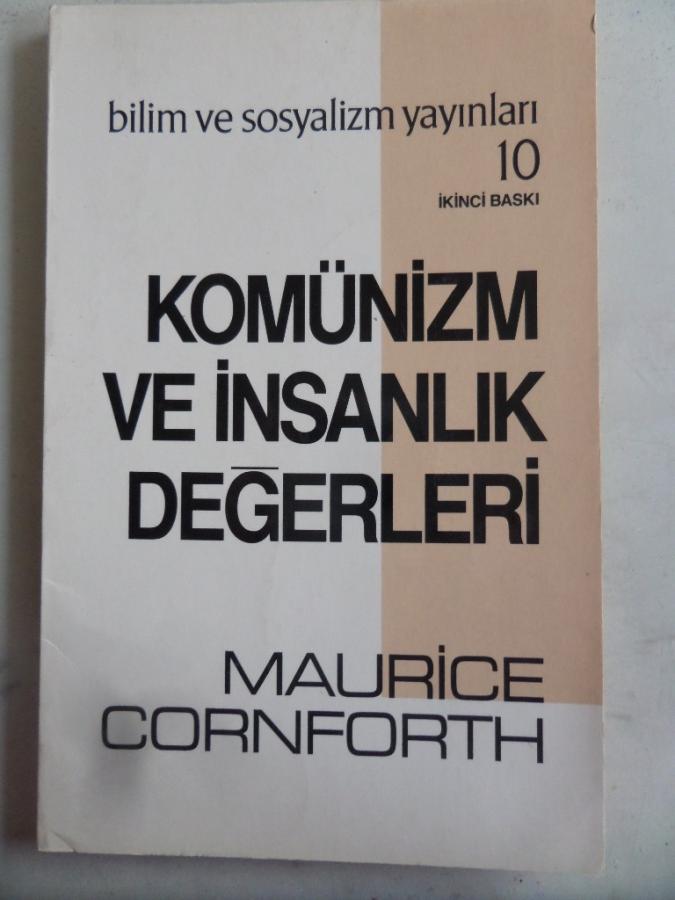 bilim ve sosyalizm yayınları
10
İKİNCİ BASKI
KOMÜNİZM
VE İNSANLIK
DEĞERLERİ
MAURİCE
CORNFORTH